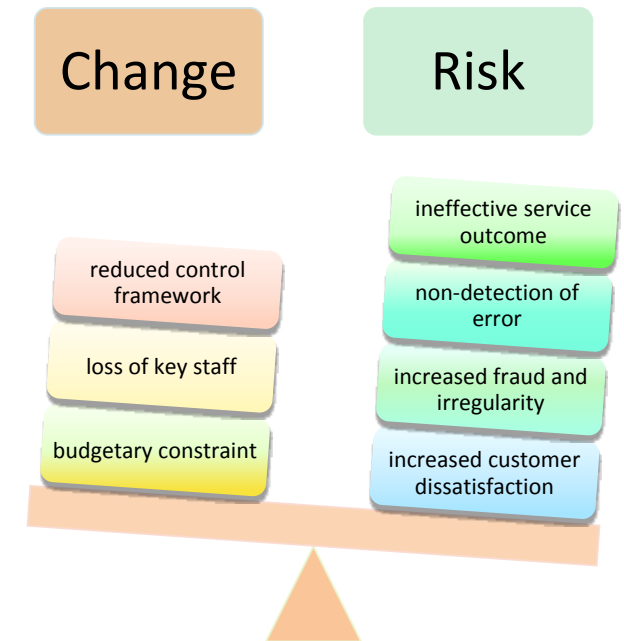 Change
Risk
reduced control
framework
loss of key staff
budgetary constraint
ineffective service
outcome
non-detection of
error
increased fraud and
irregularity
increased customer
dissatisfaction